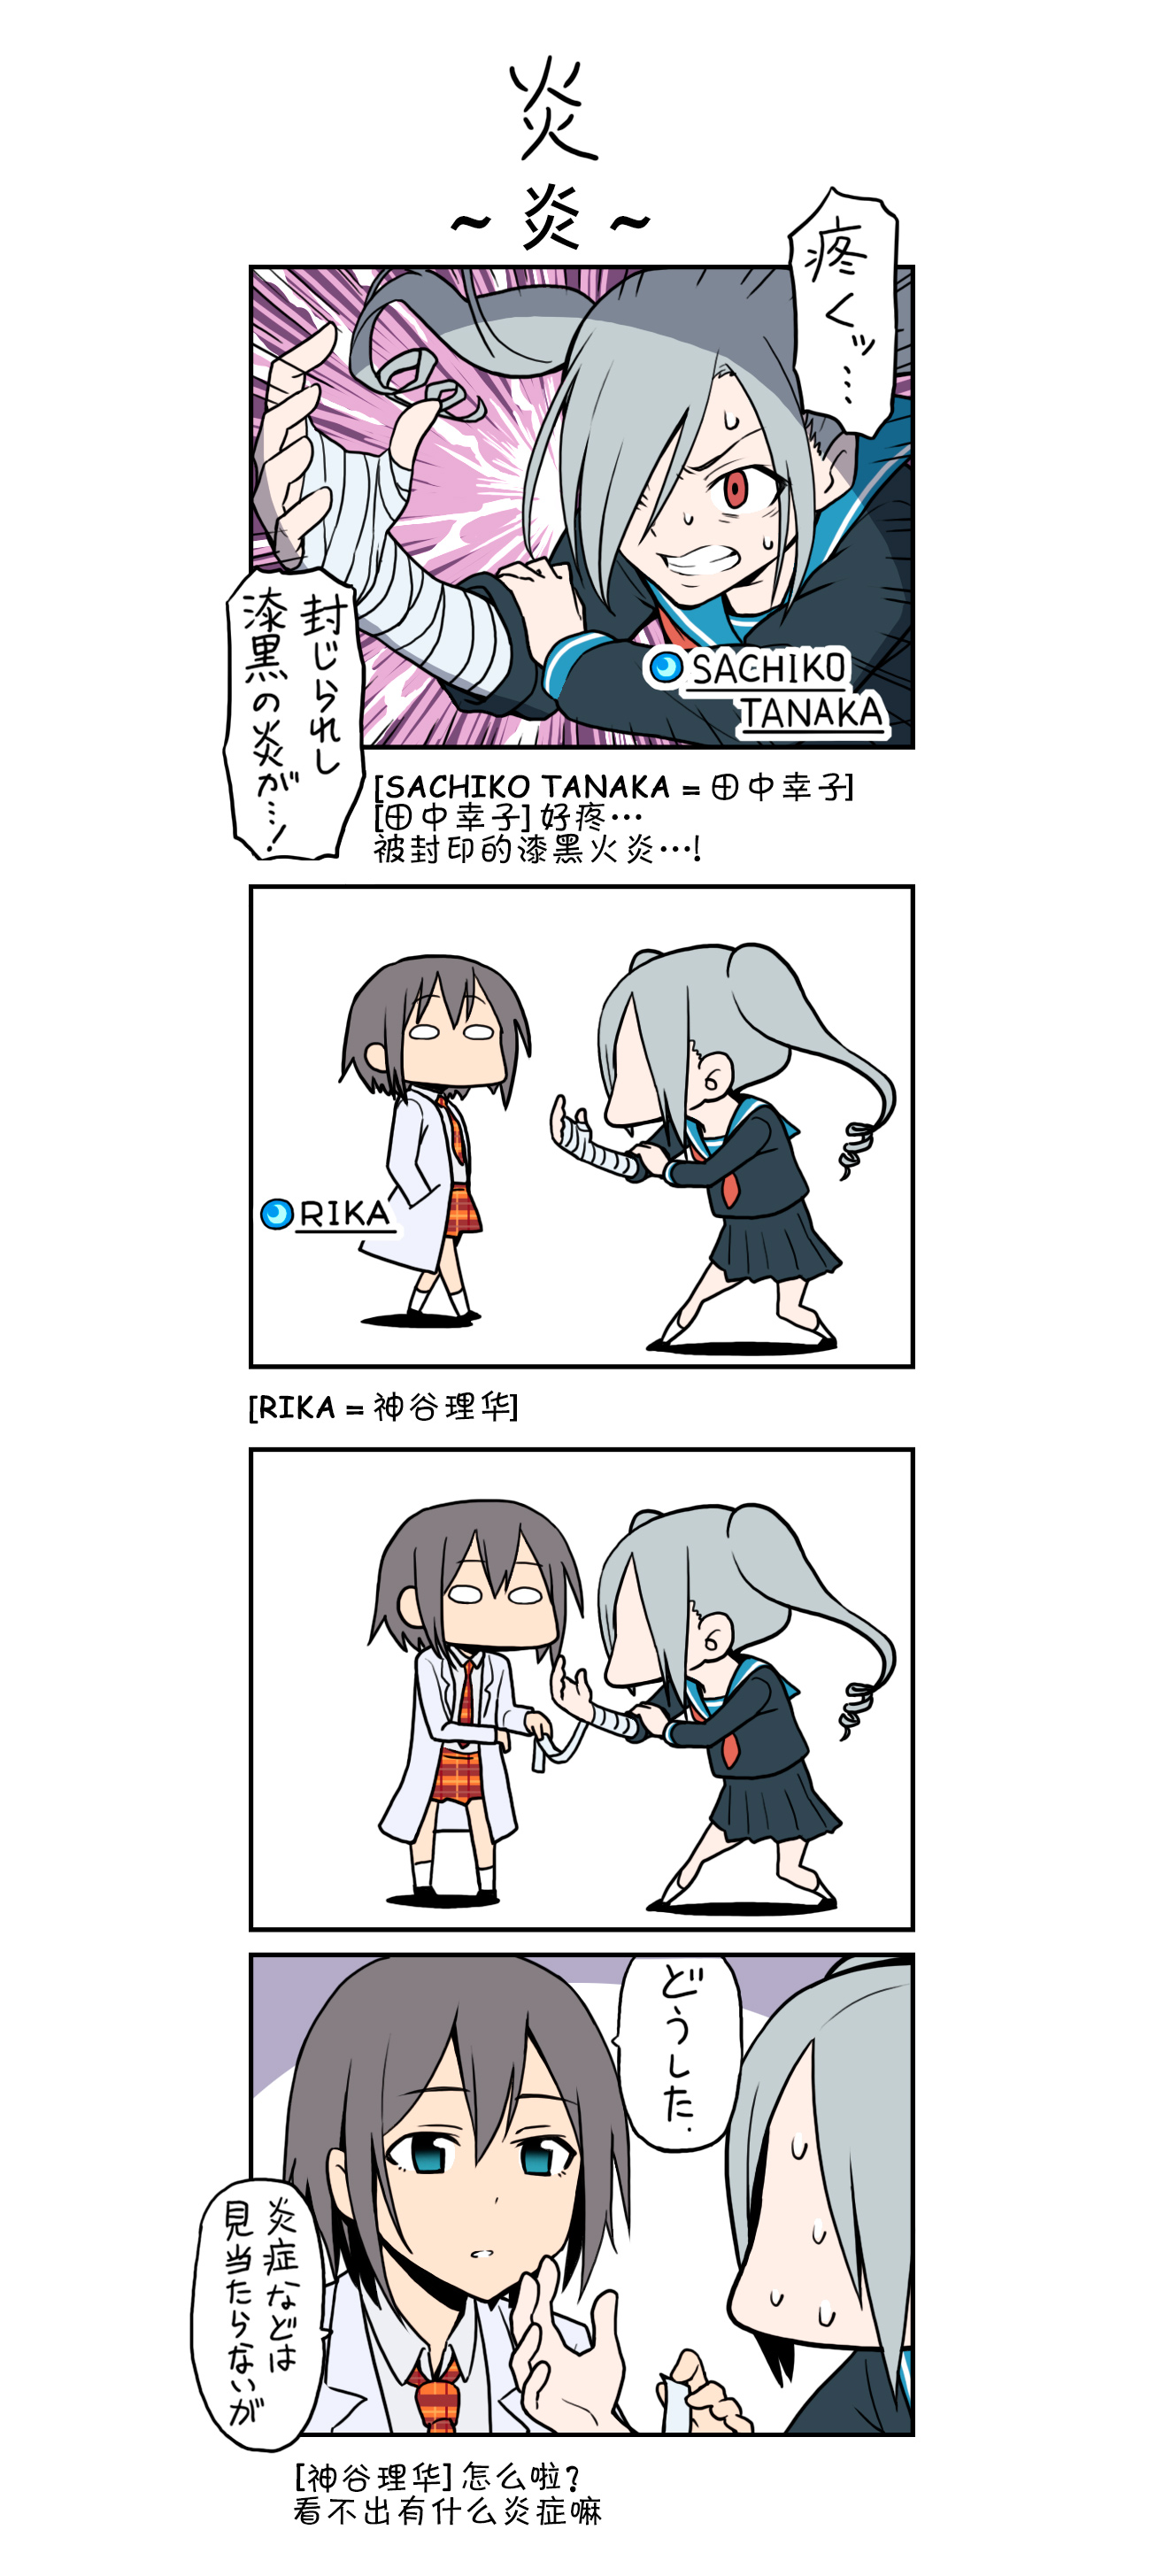 炎
~ 炎 ~
疼くッ…
封じられし
漆黒の炎が…!
SACHIKO
TANAKA
[SACHIKO TANAKA = 田中幸子]
[田中幸子] 好疼…
被封印的漆黑火炎…!
RIKA
[RIKA = 神谷理华]
どうした.
炎症などは
見当たらないが
[神谷理华] 怎么啦?
看不出有什么炎症嘛